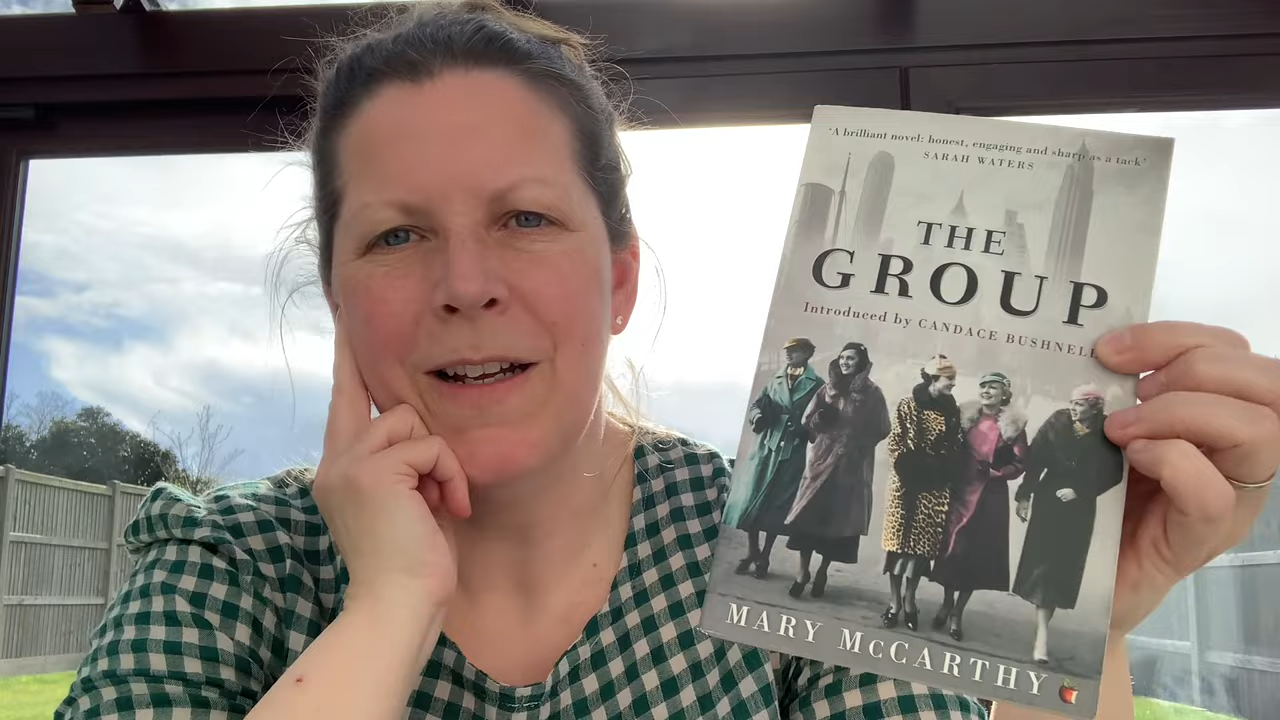 'A brilliant novel: honest, engaging and sharp as a tack'
SARAH WATERS
THE
GROUP
Introduced by CANDACE BUSHNELL
MARY McCARTHY